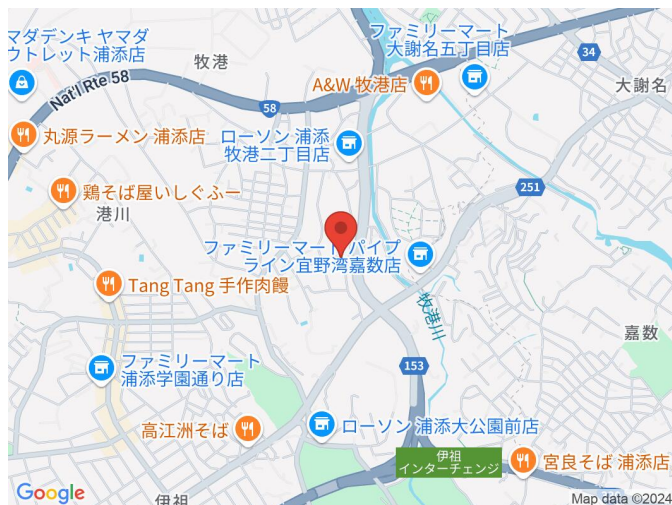 マダデンキ ヤマダ
ウトレット浦添店
牧港
ファミリーマート
大謝名五丁目店
34
大謝名
Nat'l Rte 58
58
A&W 牧港店
丸源ラーメン 浦添店
ローソン 浦添
牧港二丁目店
251
鶏そば屋いしぐふー
港川
ファミリーマート パイプ
ライン宜野湾嘉数店
Tang Tang 手作肉饅
牧港川
嘉数
ファミリーマート
浦添学園通り店
153
高江洲そば
ローソン 浦添大公園前店
伊祖
インターチェンジ
宮良そば 浦添店
Google
伊祖
Map data ©2024